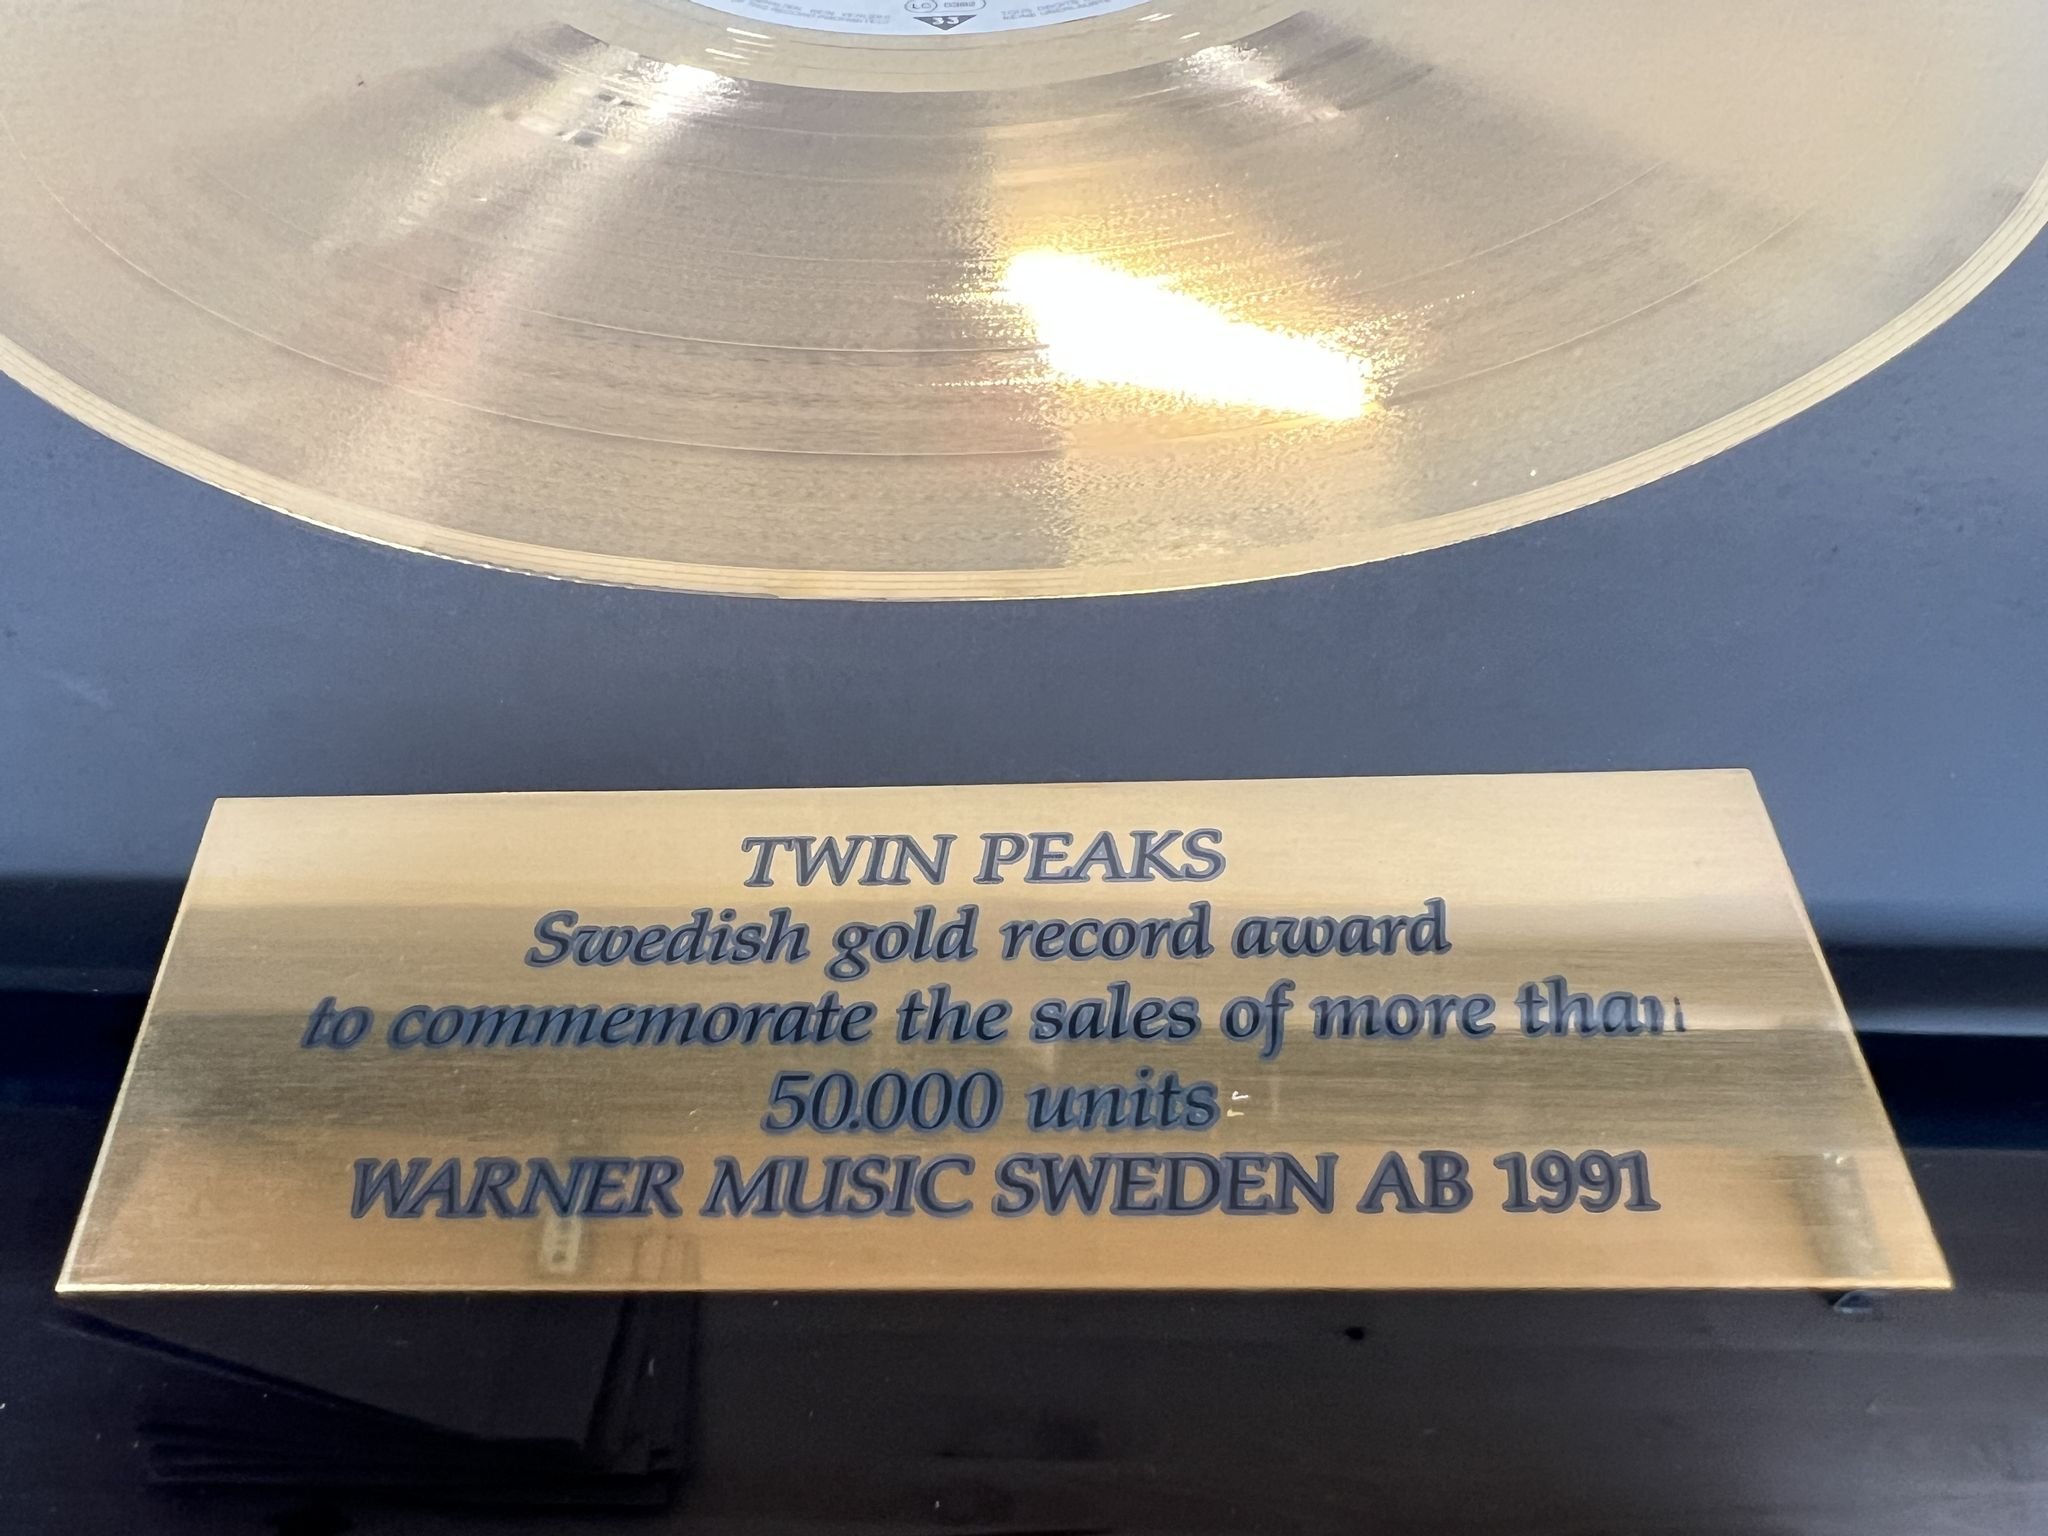 33
TWIN PEAKS
Swedish gold record award
to commemorate the sales of more than
50.000 units
WARNER MUSIC SWEDEN AB 1991